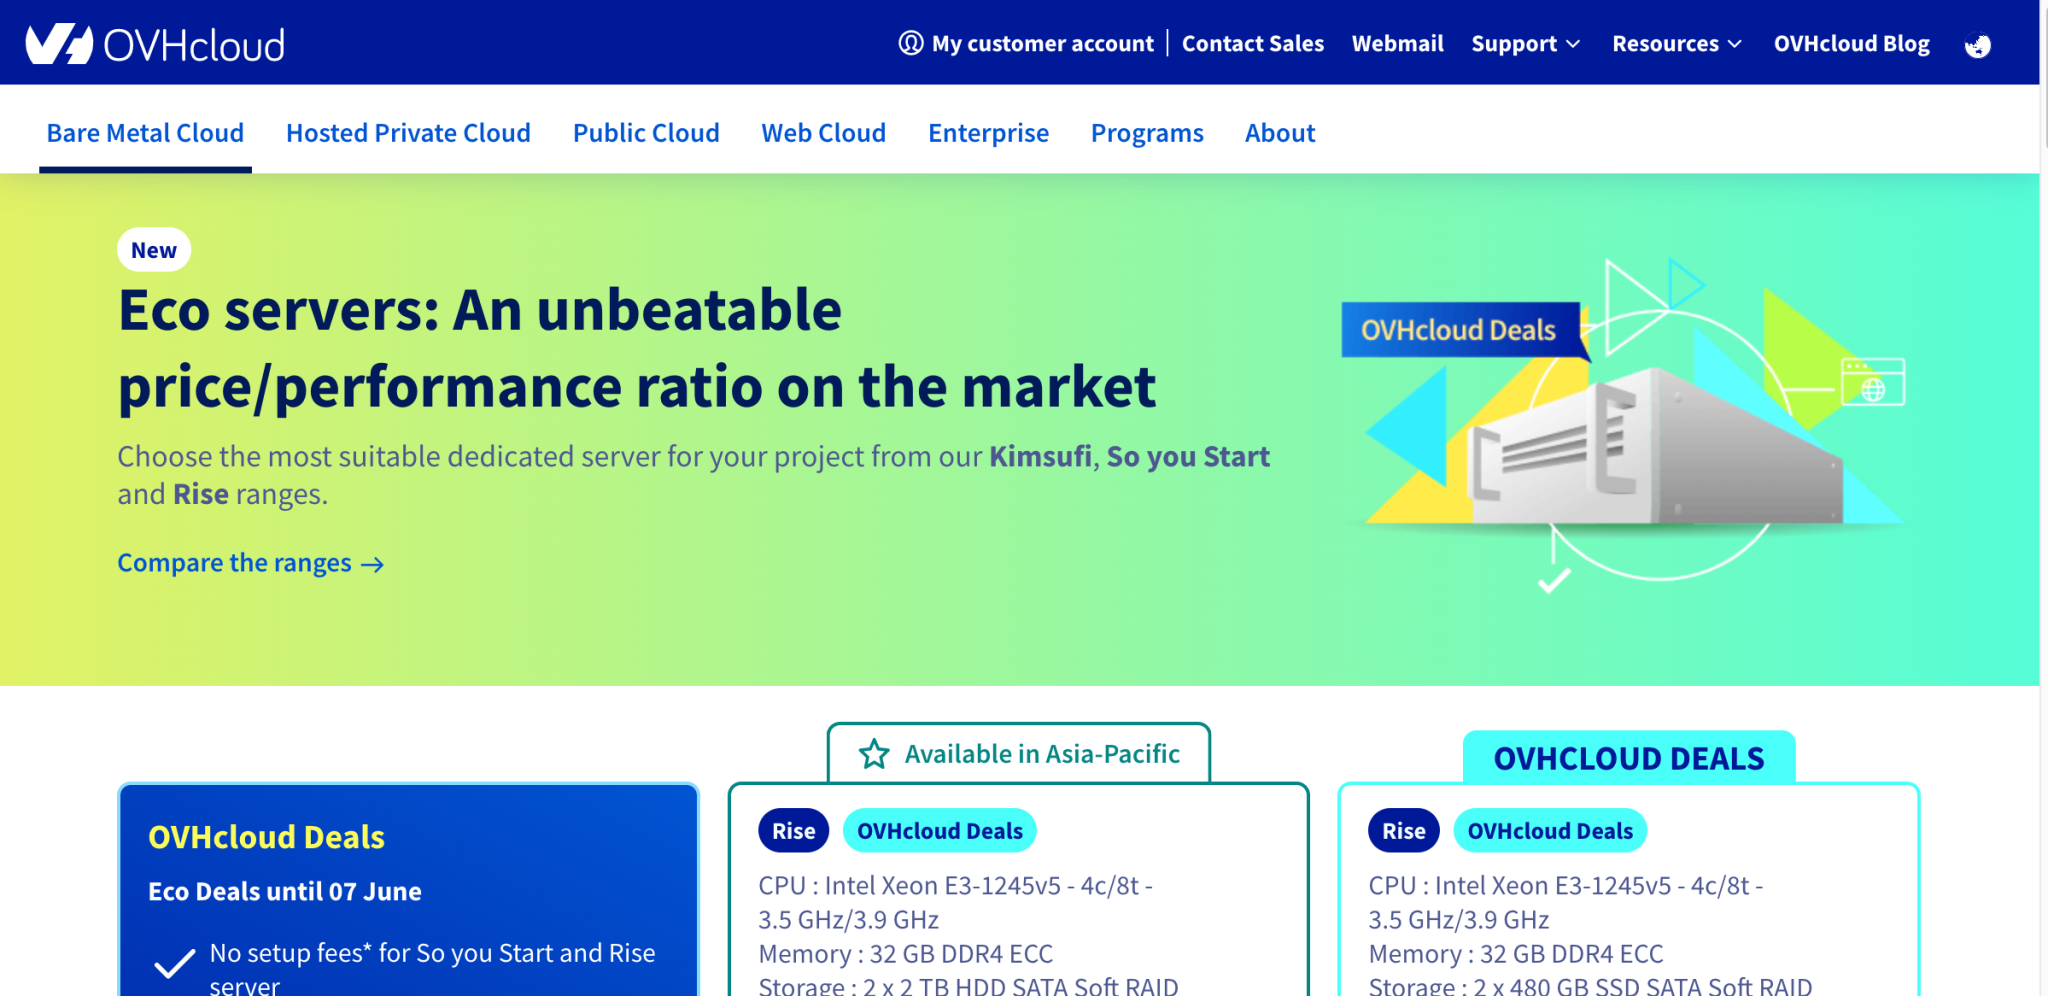 OVHcloud
My customer account
Contact Sales
Webmail
Support
Resources
OVHcloud Blog
Bare Metal Cloud
Hosted Private Cloud
Public Cloud
Web Cloud
Enterprise
Programs
About
New
Eco servers: An unbeatable
price/performance ratio on the market
Choose the most suitable dedicated server for your project from our Kimsufi, So you Start
and Rise ranges.
Compare the ranges →
OVHcloud Deals
OVHcloud Deals
Eco Deals until 07 June
No setup fees* for So you Start and Rise
server
Available in Asia-Pacific
Rise
OVHcloud Deals
CPU : Intel Xeon E3-1245v5 - 4c/8t -
3.5 GHz/3.9 GHz
Memory : 32 GB DDR4 ECC
Storage : 2 x 2 TB HDD SATA Soft RAID
OVHCLOUD DEALS
Rise
OVHcloud Deals
CPU : Intel Xeon E3-1245v5 - 4c/8t -
3.5 GHz/3.9 GHz
Memory : 32 GB DDR4 ECC
Storage : 2 x 480 GB SSD SATA Soft RAID